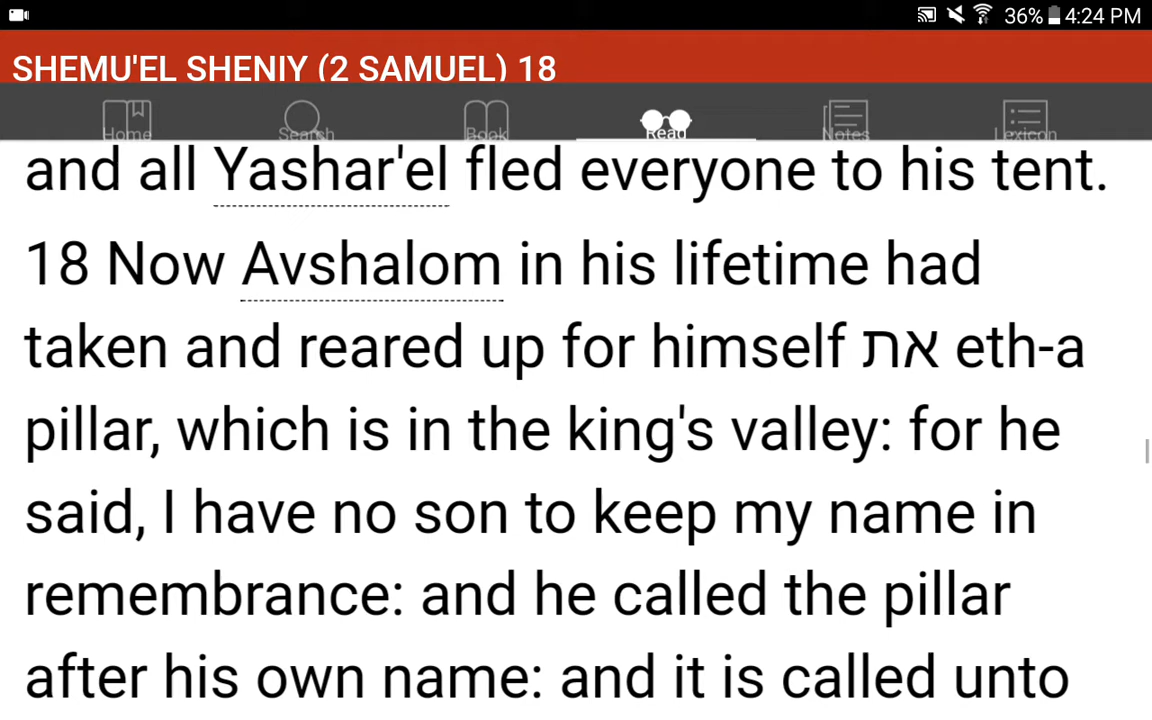 36% 4:24 PM
SHEMU'EL SHENIY (2 SAMUEL) 18
Home Search Book Read Notes Lexicon
and all Yashar'el fled everyone to his tent.
18 Now Avshalom in his lifetime had
taken and reared up for himself את eth-a
pillar, which is in the king's valley: for he
said, I have no son to keep my name in
remembrance: and he called the pillar
after his own name: and it is called unto